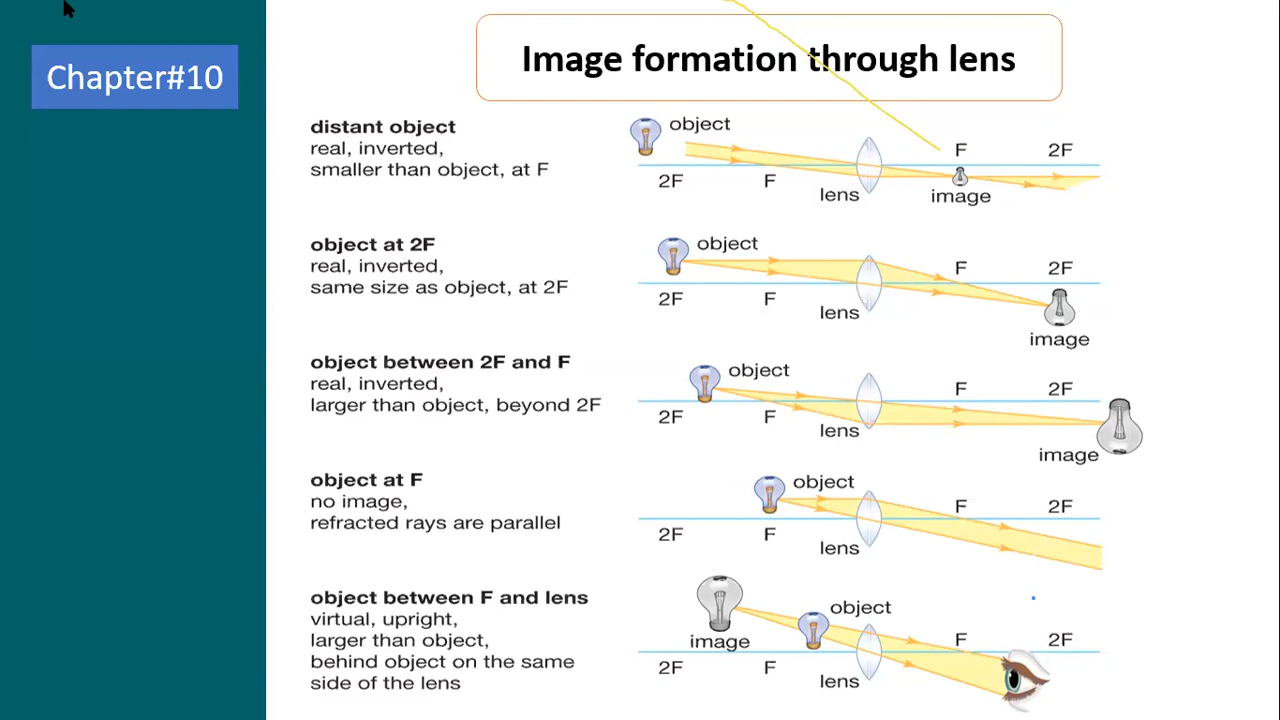 Chapter#10
Image formation through lens
distant object
real, inverted,
smaller than object, at F
object
2F F lens F 2F
image
object at 2F
real, inverted,
same size as object, at 2F
object
2F F lens F 2F
image
object between 2F and F
real, inverted,
larger than object, beyond 2F
object
2F F lens F 2F
image
object at F
no image,
refracted rays are parallel
object
2F F lens F 2F
object between F and lens
virtual, upright,
larger than object,
behind object on the same
side of the lens
image
object
2F F lens F 2F